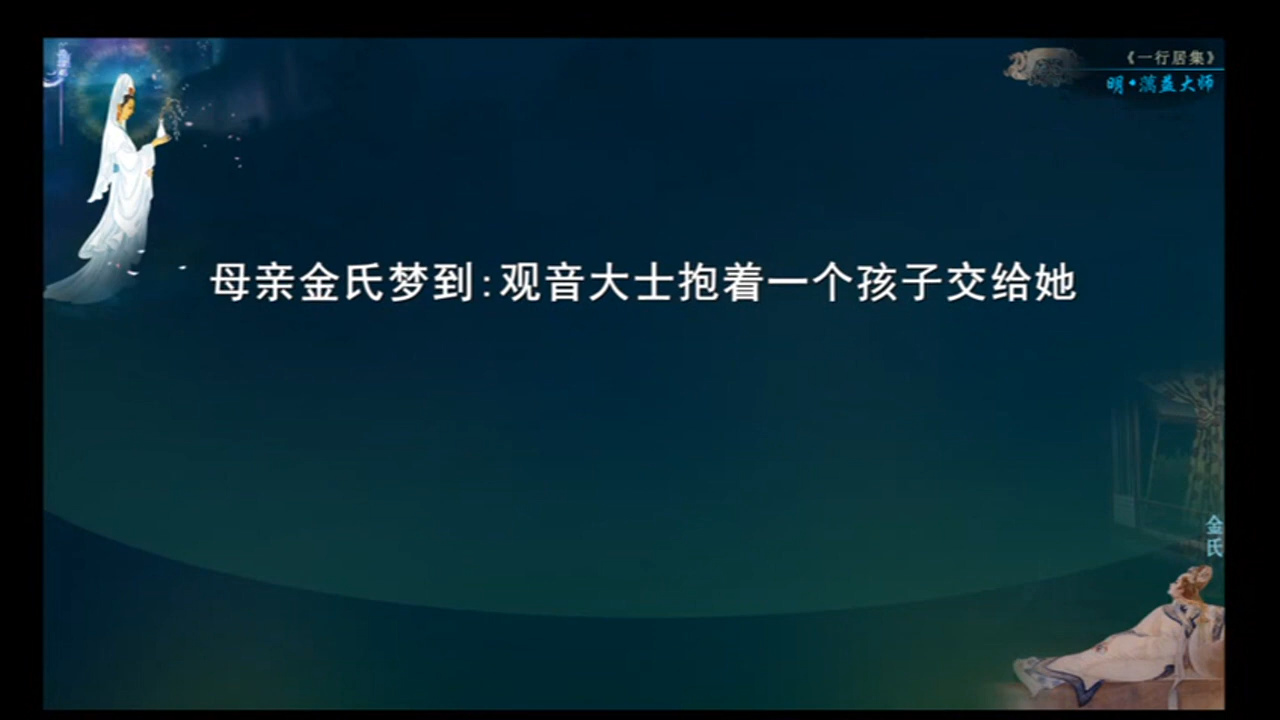 《一行居集》
明·蕅益大师
母亲金氏梦到:观音大士抱着一个孩子交给她
金氏